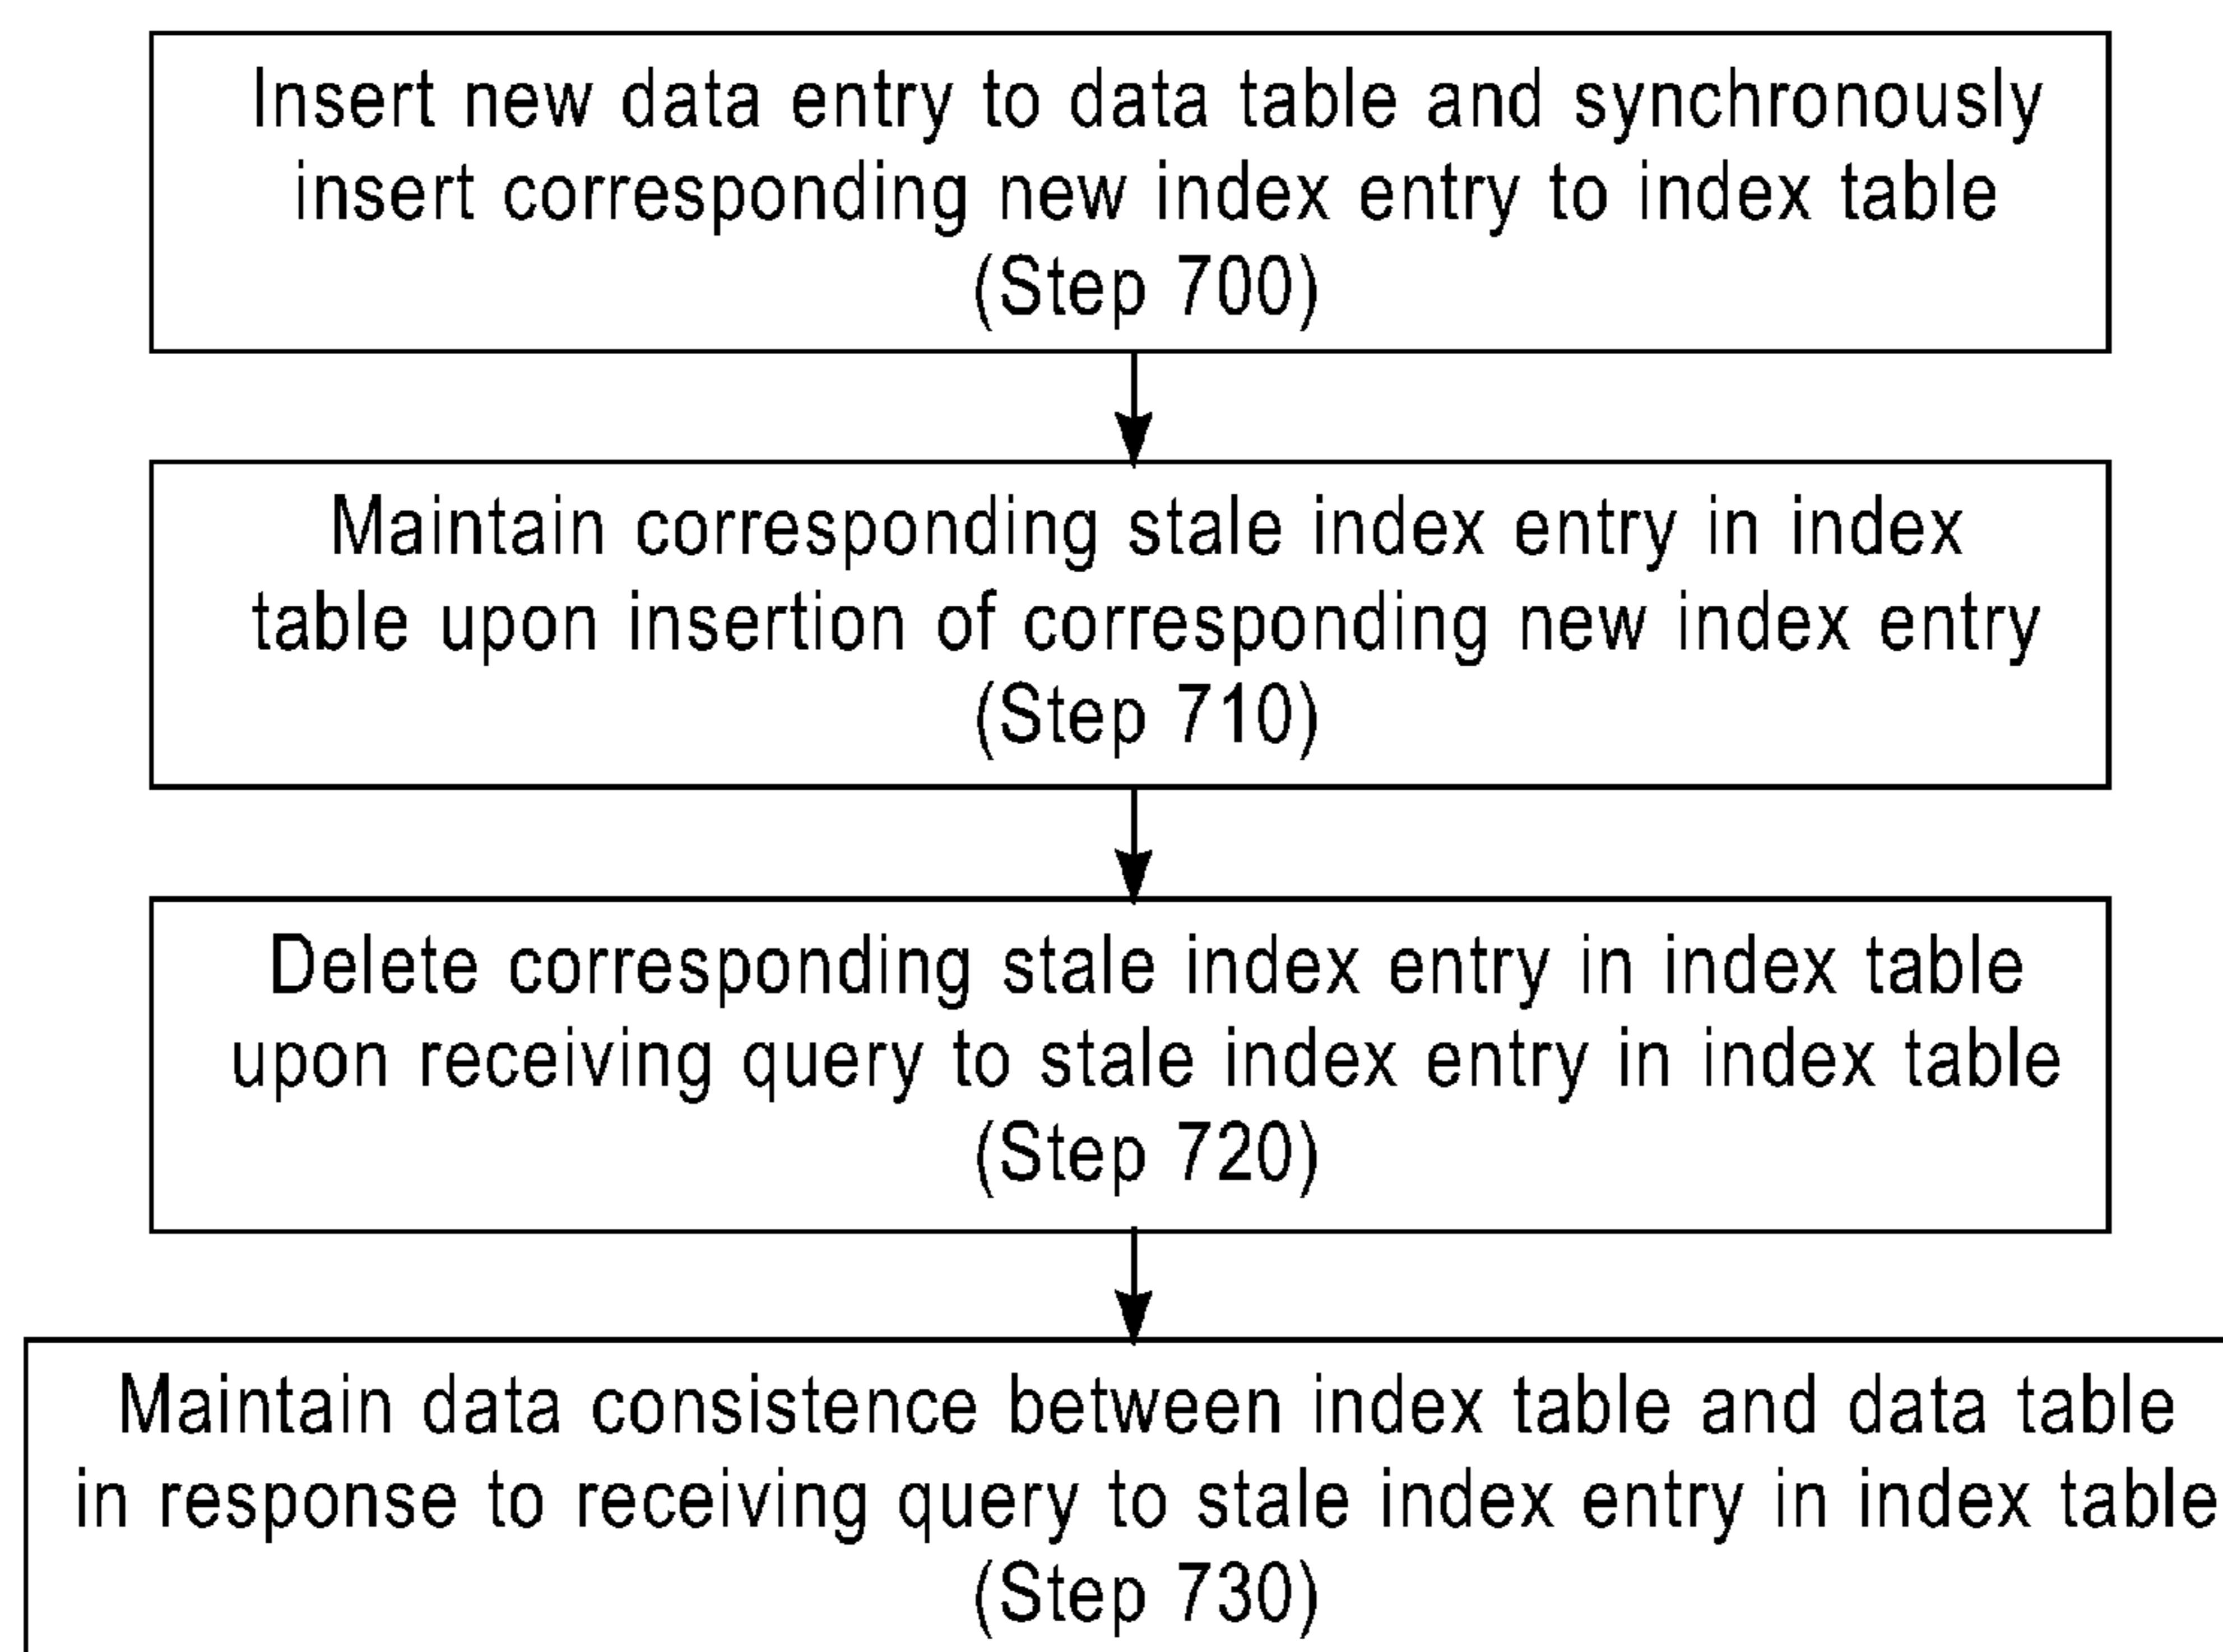 Insert new data entry to data table and synchronously
insert corresponding new index entry to index table
(Step 700)
Maintain corresponding stale index entry in index
table upon insertion of corresponding new index entry
(Step 710)
Delete corresponding stale index entry in index table
upon receiving query to stale index entry in index table
(Step 720)
Maintain data consistence between index table and data table
in response to receiving query to stale index entry in index table
(Step 730)